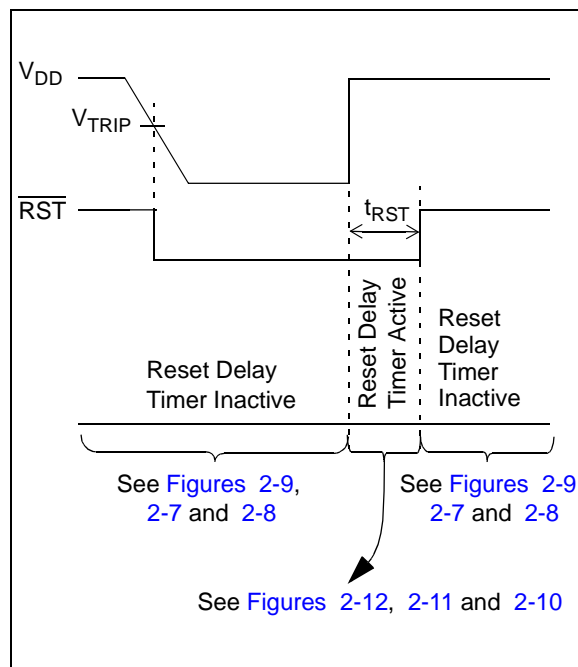 VDD
VTRIP
RST
tRST
Reset Delay
Timer Inactive
Reset Delay
Timer Active
Reset
Delay
Timer
Inactive
See Figures 2-9,
2-7 and 2-8
See Figures 2-9
2-7 and 2-8
See Figures 2-12, 2-11 and 2-10